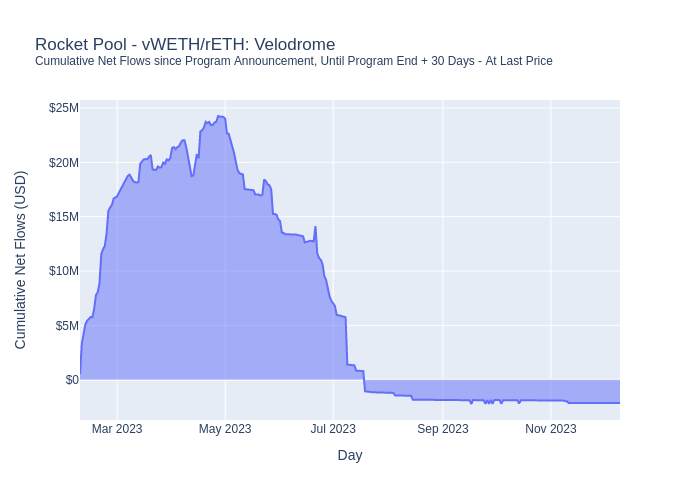 Rocket Pool - vWETH/rETH: Velodrome
Cumulative Net Flows since Program Announcement, Until Program End + 30 Days - At Last Price
Cumulative Net Flows (USD)
$25M
$20M
$15M
$10M
$5M
$0
Mar 2023 May 2023 Jul 2023 Sep 2023 Nov 2023
Day